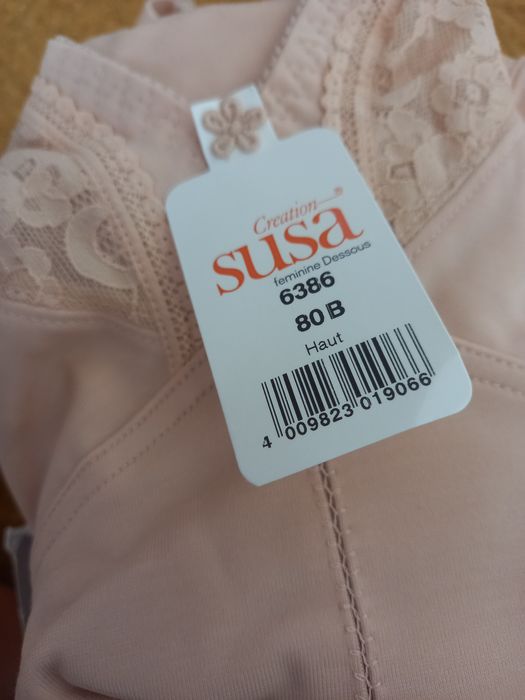 Creation
susa®
feminine Dessous
6386
80 B
Haut
4 009823 019066